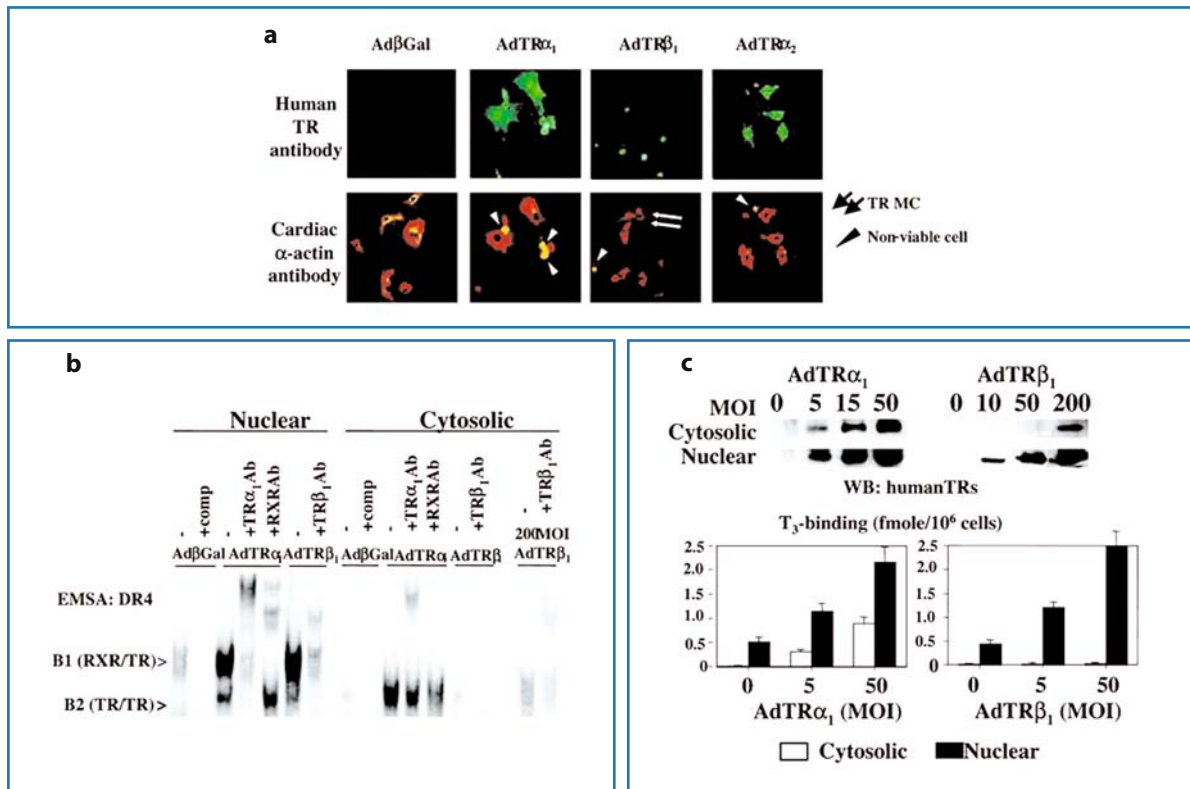 a
AdβGal AdTRα₁ AdTRβ₁ AdTRα₂
Human
TR
antibody
Cardiac
α-actin
antibody
TR MC
Non-viable cell
b
Nuclear Cytosolic
- +comp - +TRα₁Ab +RXRAb - +TRβ₁Ab - +comp - +TRα₁Ab +RXRAb - +TRβ₁Ab - +TRβ₁Ab
200MOI
AdβGal AdTRα₁ AdTRβ₁ AdβGal AdTRα AdTRβ AdTRβ₁
EMSA: DR4
B1 (RXR/TR)>
B2 (TR/TR) >
c
AdTRα₁ AdTRβ₁
MOI 0 5 15 50 0 10 50 200
Cytosolic
Nuclear
WB: humanTRs
T₃-binding (fmole/10⁶ cells)
2.5 2.5
2.0 2.0
1.5 1.5
1.0 1.0
0.5 0.5
0 0
0 5 50 0 5 50
AdTRα₁ (MOI) AdTRβ₁ (MOI)
Cytosolic Nuclear